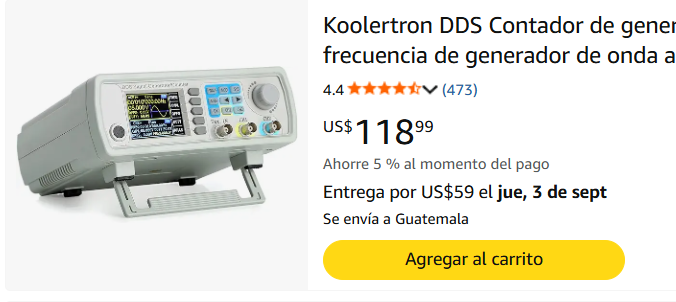 Koolertron DDS Contador de gener
frecuencia de generador de onda a
4.4 (473)
US$11899
Ahorre 5 % al momento del pago
Entrega por US$59 el jue, 3 de sept
Se envía a Guatemala
Agregar al carrito